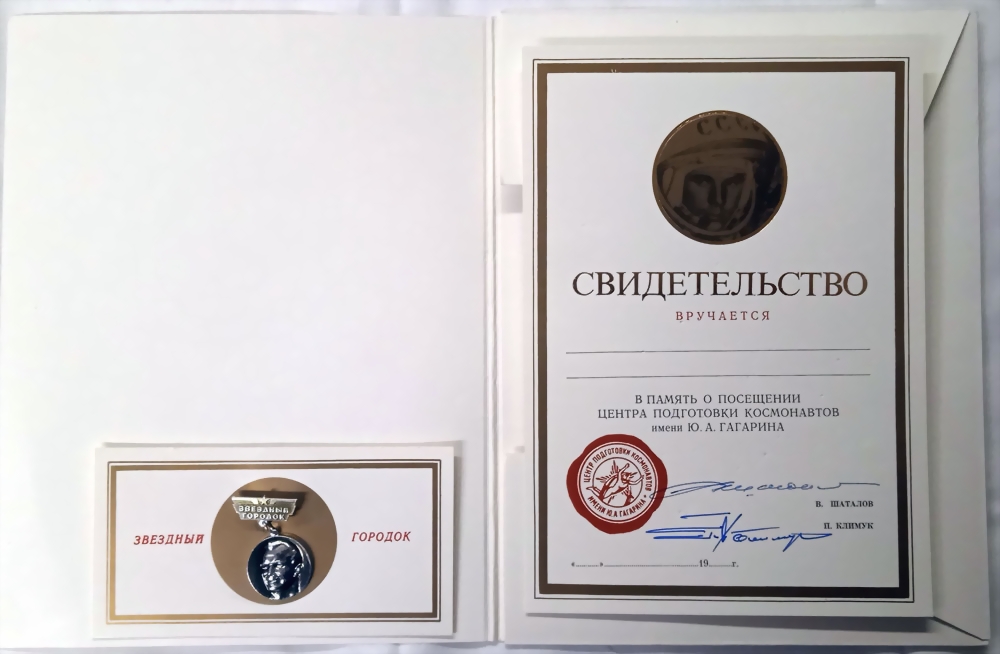 ЗВЕЗДНЫЙ
ГОРОДОК
ЗВЕЗДНЫЙ ГОРОДОК
СССР
СВИДЕТЕЛЬСТВО
ВРУЧАЕТСЯ
В ПАМЯТЬ О ПОСЕЩЕНИИ
ЦЕНТРА ПОДГОТОВКИ КОСМОНАВТОВ
имени Ю. А. ГАГАРИНА
ЦЕНТР ПОДГОТОВКИ КОСМОНАВТОВ
ИМЕНИ Ю.А. ГАГАРИНА
В. ШАТАЛОВ
П. КЛИМУК
«......» ........................ 19......г.